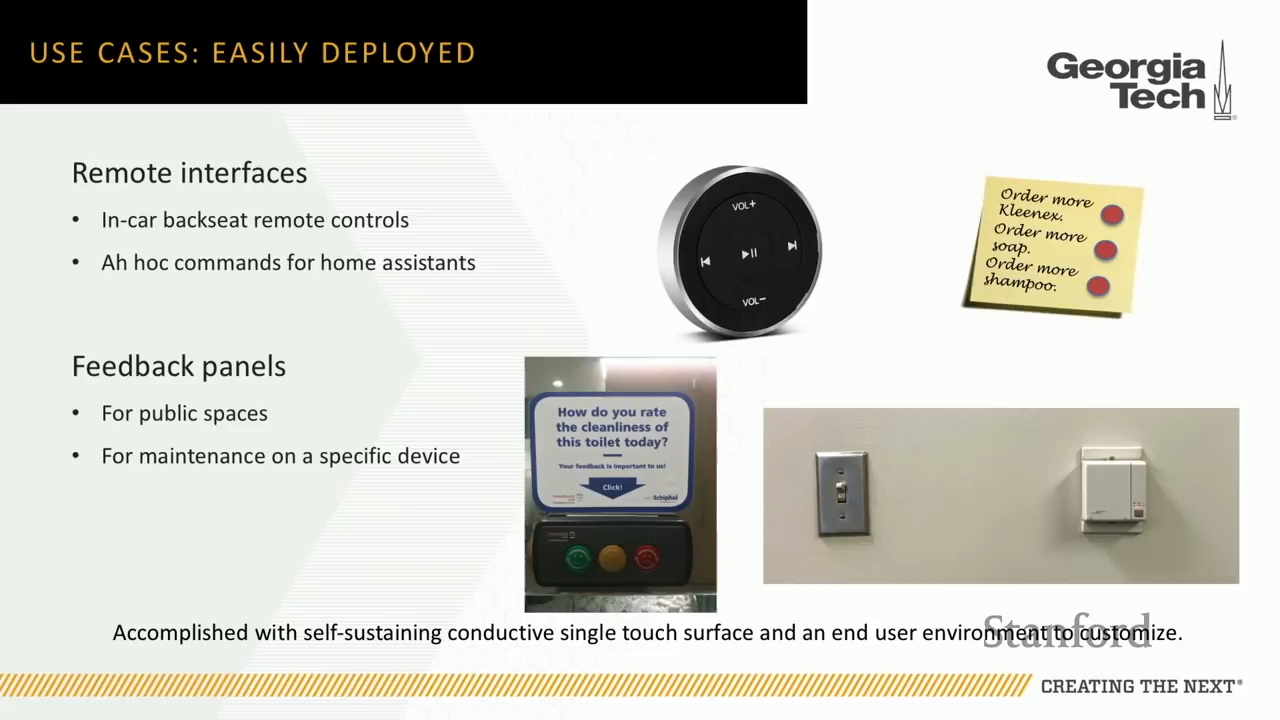 USE CASES: EASILY DEPLOYED
Georgia
Tech
Remote interfaces
• In-car backseat remote controls
• Ah hoc commands for home assistants
VOL+
VOL−
Order more
Kleenex.
Order more
soap.
Order more
shampoo.
Feedback panels
• For public spaces
• For maintenance on a specific device
How do you rate
the cleanliness of
this toilet today?
Your feedback is important to us!
Click!
Schiphol
Accomplished with self-sustaining conductive single touch surface and an end user environment to customize.
Stanford
CREATING THE NEXT®